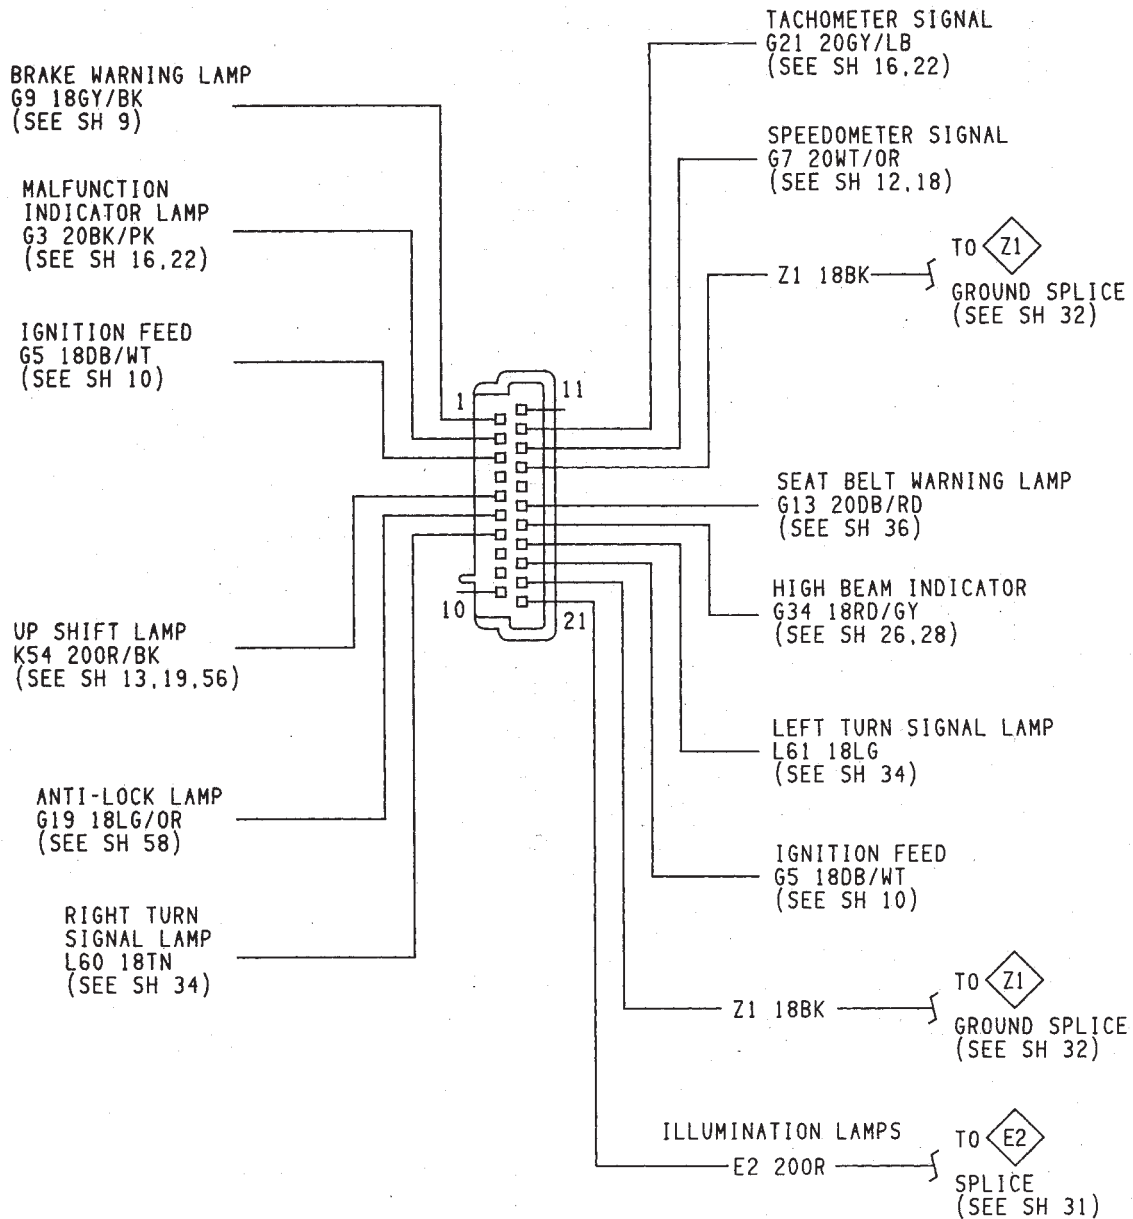 TACHOMETER SIGNAL
G21 20GY/LB
(SEE SH 16,22)
BRAKE WARNING LAMP
G9 18GY/BK
(SEE SH 9)
SPEEDOMETER SIGNAL
G7 20WT/OR
(SEE SH 12,18)
MALFUNCTION
INDICATOR LAMP
G3 20BK/PK
(SEE SH 16,22)
Z1 18BK
TO Z1
GROUND SPLICE
(SEE SH 32)
IGNITION FEED
G5 18DB/WT
(SEE SH 10)
1
11
10
21
SEAT BELT WARNING LAMP
G13 20DB/RD
(SEE SH 36)
HIGH BEAM INDICATOR
G34 18RD/GY
(SEE SH 26,28)
UP SHIFT LAMP
K54 20OR/BK
(SEE SH 13,19,56)
LEFT TURN SIGNAL LAMP
L61 18LG
(SEE SH 34)
ANTI-LOCK LAMP
G19 18LG/OR
(SEE SH 58)
IGNITION FEED
G5 18DB/WT
(SEE SH 10)
RIGHT TURN
SIGNAL LAMP
L60 18TN
(SEE SH 34)
Z1 18BK
TO Z1
GROUND SPLICE
(SEE SH 32)
ILLUMINATION LAMPS
E2 20OR
TO E2
SPLICE
(SEE SH 31)